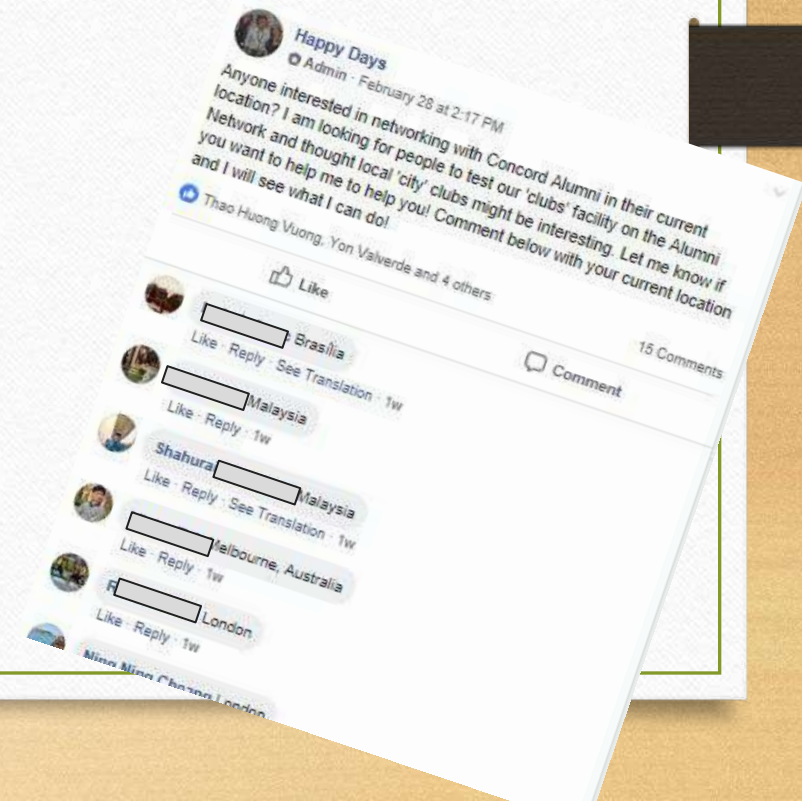 Happy Days
Admin · February 28 at 2:17 PM
Anyone interested in networking with Concord Alumni in their current
location? I am looking for people to test our 'clubs' facility on the Alumni
Network and thought local 'city' clubs might be interesting. Let me know if
you want to help me to help you! Comment below with your current location
and I will see what I can do!
Thao Huong Vuong, Yon Valverde and 4 others
15 Comments
Like
Comment
Brasília
Like · Reply · See Translation · 1w
Malaysia
Like · Reply · 1w
Shahura
Malaysia
Like · Reply · See Translation · 1w
Melbourne, Australia
Like · Reply · 1w
London
Like · Reply · 1w
Ning Ning Cheang London